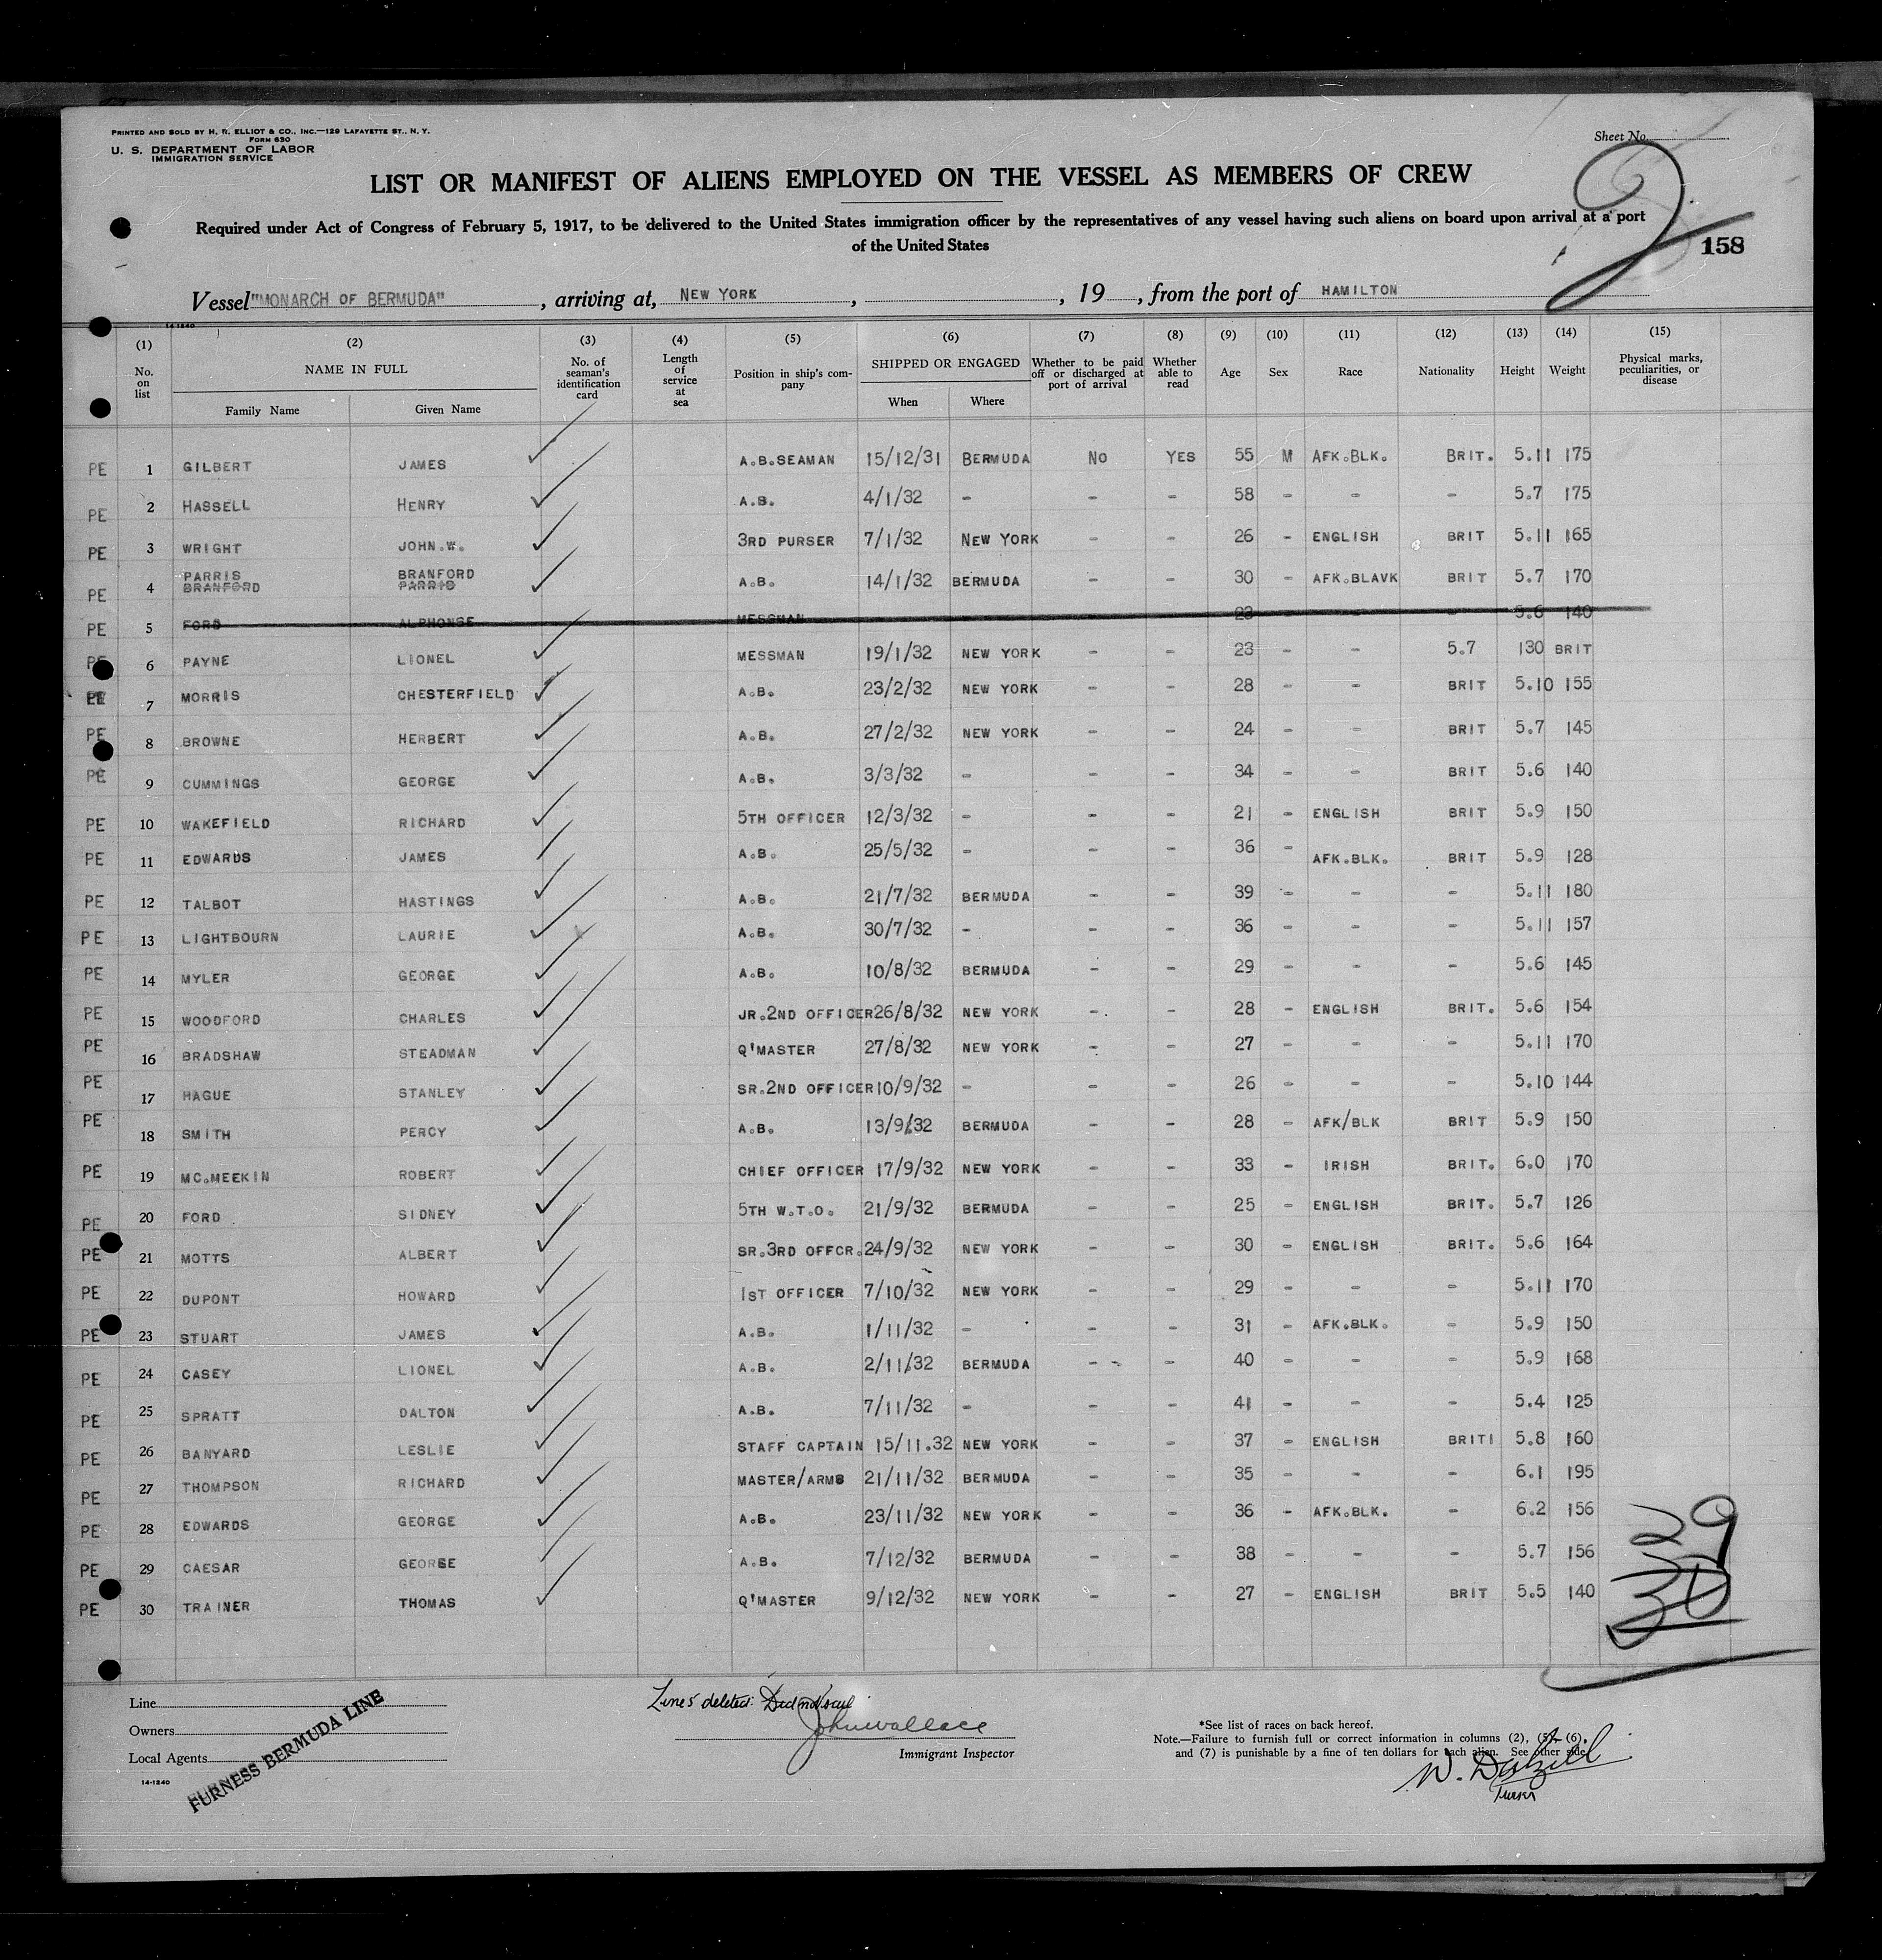 PRINTED AND SOLD BY H. R. ELLIOT & CO., INC.—129 LAFAYETTE ST., N. Y.
FORM 630
U. S. DEPARTMENT OF LABOR
IMMIGRATION SERVICE
Sheet No.
2
LIST OR MANIFEST OF ALIENS EMPLOYED ON THE VESSEL AS MEMBERS OF CREW
Required under Act of Congress of February 5, 1917, to be delivered to the United States immigration officer by the representatives of any vessel having such aliens on board upon arrival at a port
of the United States
158
Vessel "MONARCH OF BERMUDA", arriving at, NEW YORK, , 19 , from the port of HAMILTON
14-1240
(1) (2) (3) (4) (5) (6) (7) (8) (9) (10) (11) (12) (13) (14) (15)
No. on list NAME IN FULL Family Name Given Name No. of seaman's identification card Length of service at sea Position in ship's company SHIPPED OR ENGAGED When Where Whether to be paid off or discharged at port of arrival Whether able to read Age Sex Race Nationality Height Weight Physical marks, peculiarities, or disease
PE 1 GILBERT JAMES A.B.SEAMAN 15/12/31 BERMUDA NO YES 55 M AFK.BLK. BRIT. 5.11 175
PE 2 HASSELL HENRY A.B. 4/1/32 - - - 58 - - - 5.7 175
PE 3 WRIGHT JOHN.W. 3RD PURSER 7/1/32 NEW YORK - - 26 - ENGLISH BRIT 5.11 165
PARRIS BRANFORD
PE 4 BRANFORD PARRIS A.B. 14/1/32 BERMUDA - - 30 - AFK.BLAVK BRIT 5.7 170
PE 5 FORD ALPHONSE MESSMAN 23 - - - 5.6 140
PE 6 PAYNE LIONEL MESSMAN 19/1/32 NEW YORK - - 23 - - 5.7 130 BRIT
PE 7 MORRIS CHESTERFIELD A.B. 23/2/32 NEW YORK - - 28 - - BRIT 5.10 155
PE 8 BROWNE HERBERT A.B. 27/2/32 NEW YORK - - 24 - - BRIT 5.7 145
PE 9 CUMMINGS GEORGE A.B. 3/3/32 - - - 34 - - BRIT 5.6 140
PE 10 WAKEFIELD RICHARD 5TH OFFICER 12/3/32 - - - 21 - ENGLISH BRIT 5.9 150
PE 11 EDWARDS JAMES A.B. 25/5/32 - - - 36 - AFK.BLK. BRIT 5.9 128
PE 12 TALBOT HASTINGS A.B. 21/7/32 BERMUDA - - 39 - - - 5.11 180
PE 13 LIGHTBOURN LAURIE A.B. 30/7/32 - - - 36 - - - 5.11 157
PE 14 MYLER GEORGE A.B. 10/8/32 BERMUDA - - 29 - - - 5.6 145
PE 15 WOODFORD CHARLES JR.2ND OFFICER 26/8/32 NEW YORK - - 28 - ENGLISH BRIT. 5.6 154
PE 16 BRADSHAW STEADMAN Q'MASTER 27/8/32 NEW YORK - - 27 - - - 5.11 170
PE 17 HAGUE STANLEY SR.2ND OFFICER 10/9/32 - - - 26 - - - 5.10 144
PE 18 SMITH PERCY A.B. 13/9/32 BERMUDA - - 28 - AFK/BLK BRIT 5.9 150
PE 19 MC.MEEKIN ROBERT CHIEF OFFICER 17/9/32 NEW YORK - - 33 - IRISH BRIT. 6.0 170
PE 20 FORD SIDNEY 5TH W.T.O. 21/9/32 BERMUDA - - 25 - ENGLISH BRIT. 5.7 126
PE 21 MOTTS ALBERT SR.3RD OFFCR. 24/9/32 NEW YORK - - 30 - ENGLISH BRIT. 5.6 164
PE 22 DUPONT HOWARD 1ST OFFICER 7/10/32 NEW YORK - - 29 - - - 5.11 170
PE 23 STUART JAMES A.B. 1/11/32 - - - 31 - AFK.BLK. - 5.9 150
PE 24 CASEY LIONEL A.B. 2/11/32 BERMUDA - - 40 - - - 5.9 168
PE 25 SPRATT DALTON A.B. 7/11/32 - - - 41 - - - 5.4 125
PE 26 BANYARD LESLIE STAFF CAPTAIN 15/11.32 NEW YORK - - 37 - ENGLISH BRIT! 5.8 160
PE 27 THOMPSON RICHARD MASTER/ARMS 21/11/32 BERMUDA - - 35 - - - 6.1 195
PE 28 EDWARDS GEORGE A.B. 23/11/32 NEW YORK - - 36 - AFK.BLK. - 6.2 156
PE 29 CAESAR GEORGE A.B. 7/12/32 BERMUDA - - 38 - - - 5.7 156
PE 30 TRAINER THOMAS Q'MASTER 9/12/32 NEW YORK - - 27 - ENGLISH BRIT 5.5 140
29
30
Line
Owners
Local Agents
14-1240
FURNESS BERMUDA LINE
Line 5 deleted: Did not sail
John Wallace
Immigrant Inspector
*See list of races on back hereof.
Note.—Failure to furnish full or correct information in columns (2), (5), (6),
and (7) is punishable by a fine of ten dollars for each alien. See other side.
W. Dalzell
Purser